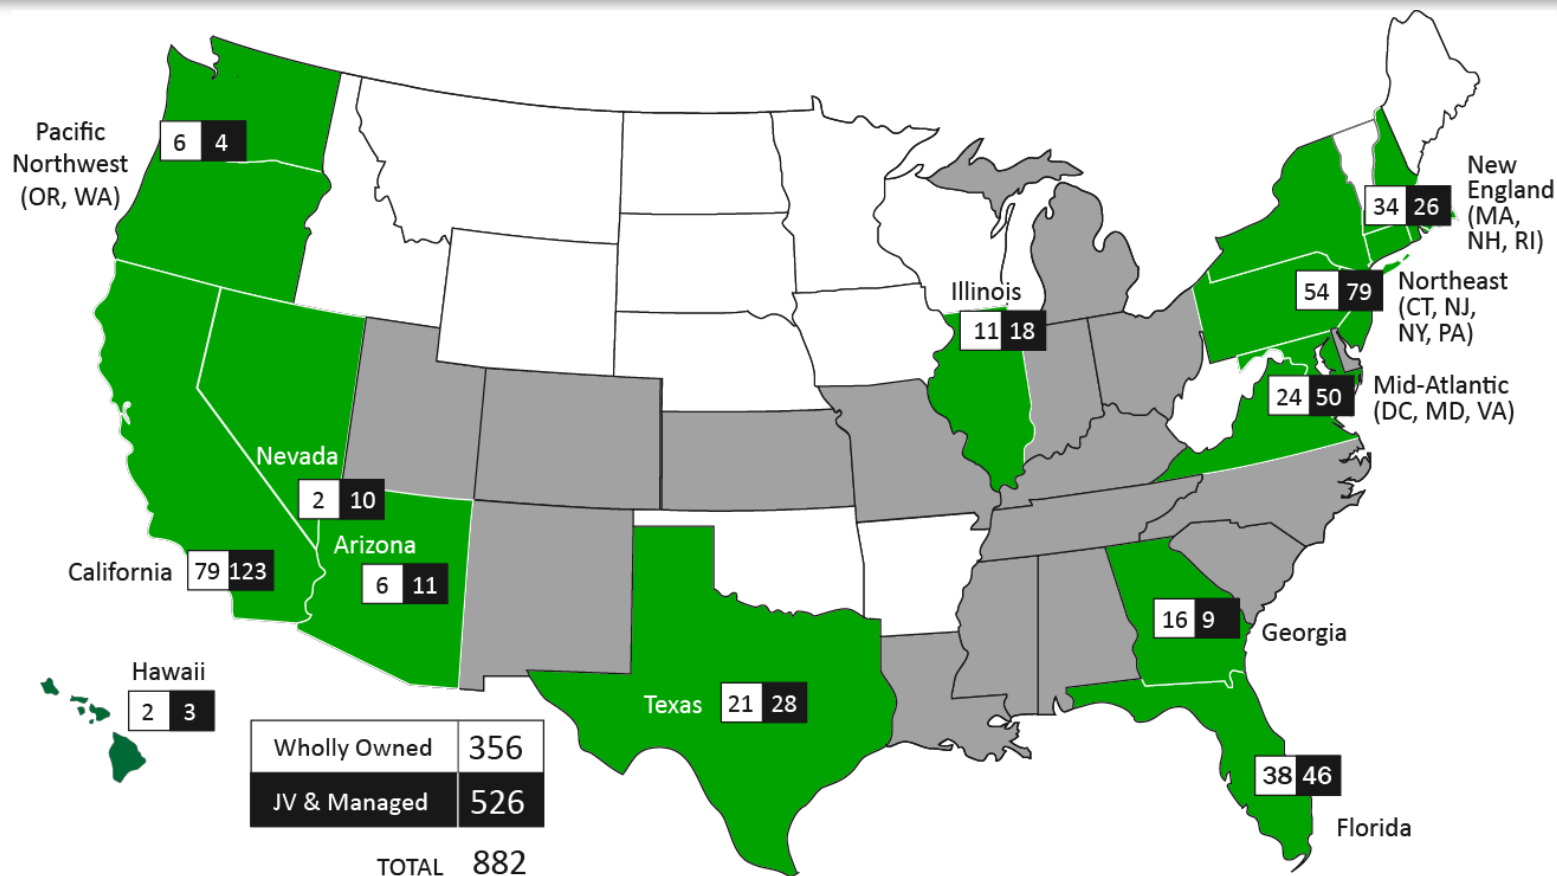 Pacific
Northwest
(OR, WA)
6 4
New
England
(MA,
NH, RI)
34 26
Northeast
(CT, NJ,
NY, PA)
54 79
Illinois
11 18
Mid-Atlantic
(DC, MD, VA)
24 50
Nevada
2 10
Arizona
6 11
California
79 123
Georgia
16 9
Hawaii
2 3
Texas
21 28
Florida
38 46
Wholly Owned 356
JV & Managed 526
TOTAL 882